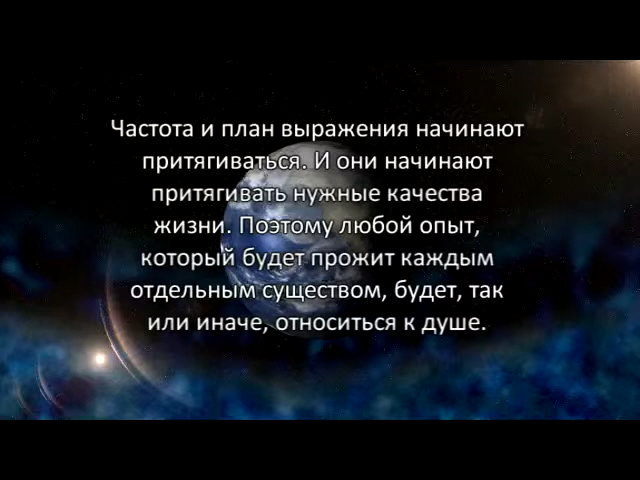 Частота и план выражения начинают
притягиваться. И они начинают
притягивать нужные качества
жизни. Поэтому любой опыт,
который будет прожит каждым
отдельным существом, будет, так
или иначе, относиться к душе.